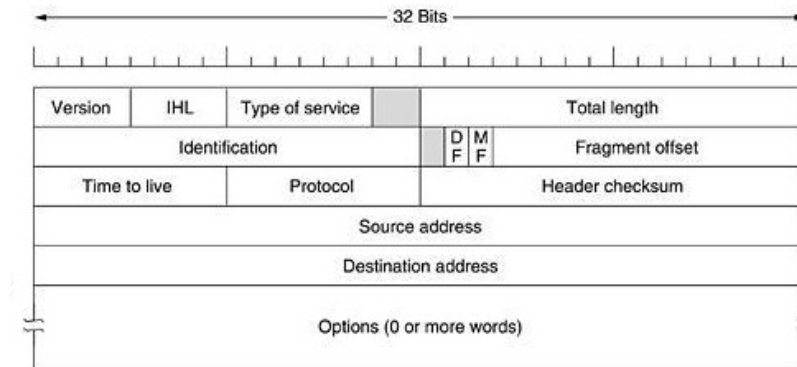 32 Bits
Version IHL Type of service Total length
Identification D F M F Fragment offset
Time to live Protocol Header checksum
Source address
Destination address
Options (0 or more words)